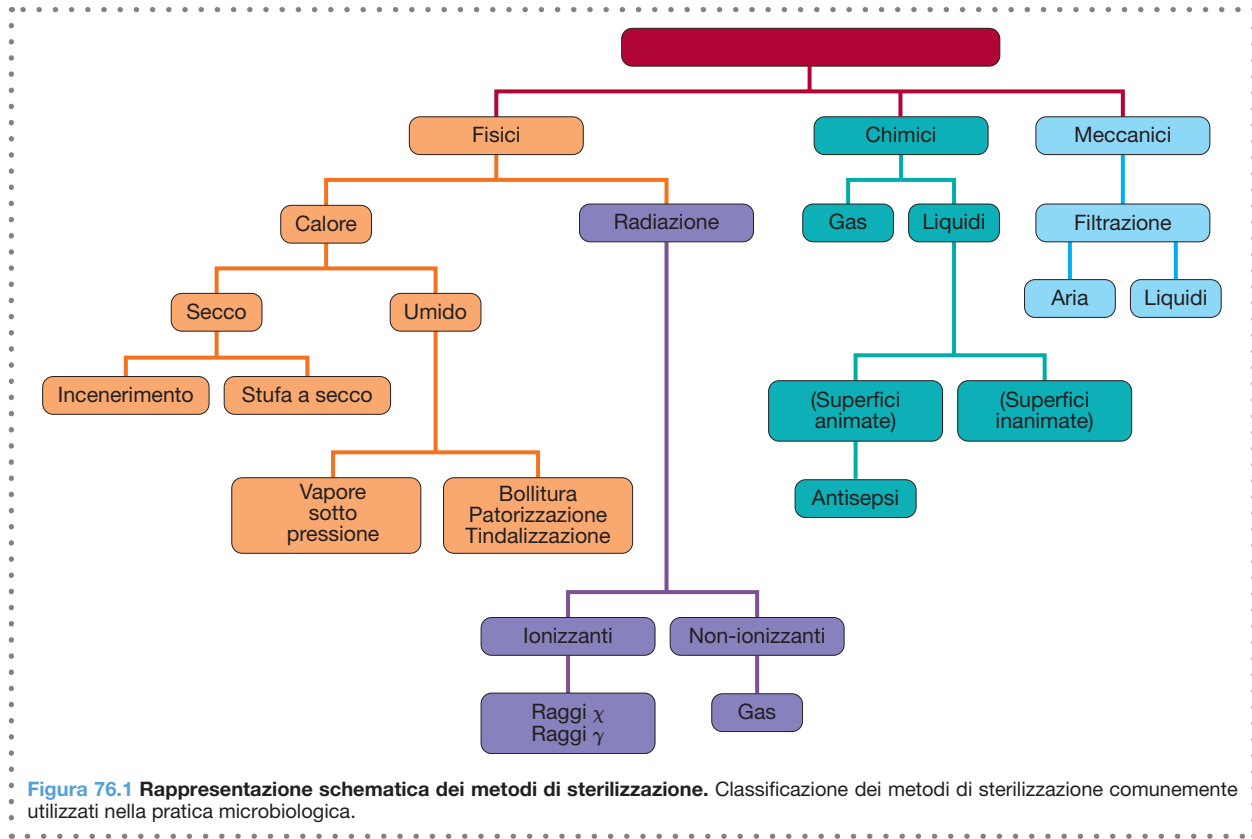 Fisici
Chimici
Meccanici
Calore
Radiazione
Gas
Liquidi
Filtrazione
Secco
Umido
Aria
Liquidi
Incenerimento
Stufa a secco
(Superfici
animate)
(Superfici
inanimate)
Vapore
sotto
pressione
Bollitura
Patorizzazione
Tindalizzazione
Antisepsi
Ionizzanti
Non-ionizzanti
Raggi χ
Raggi γ
Gas
Figura 76.1 Rappresentazione schematica dei metodi di sterilizzazione. Classificazione dei metodi di sterilizzazione comunemente
utilizzati nella pratica microbiologica.